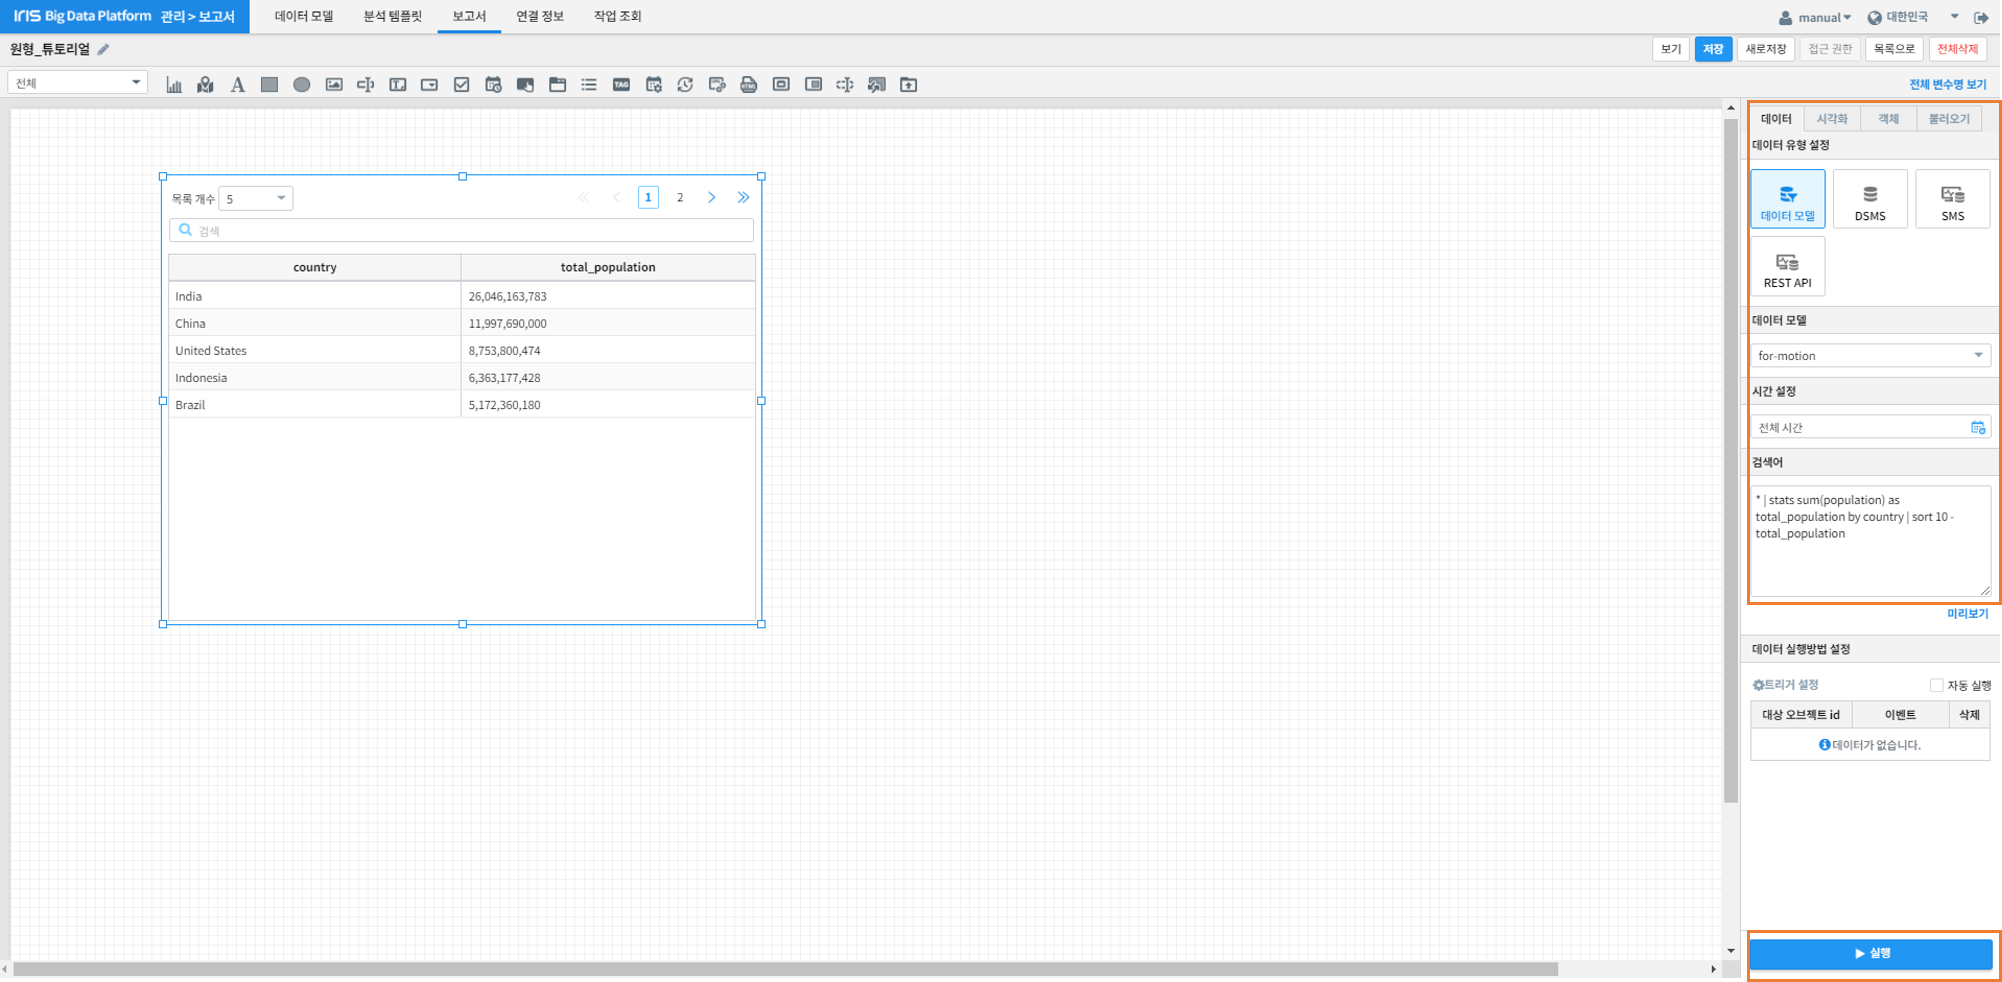 IRIS Big Data Platform 관리 > 보고서 데이터 모델 분석 템플릿 보고서 연결 정보 작업 조회 manual 대한민국
원형_튜토리얼 보기 저장 새로저장 접근 권한 목록으로 전체삭제
전체 A T TAG HTML 전체 변수명 보기
데이터 시각화 객체 불러오기
데이터 유형 설정
데이터 모델 DSMS SMS
REST API
데이터 모델
for-motion
시간 설정
전체 시간
검색어
* | stats sum(population) as
total_population by country | sort 10 -
total_population
미리보기
데이터 실행방법 설정
트리거 설정 자동 실행
대상 오브젝트 id 이벤트 삭제
데이터가 없습니다.
실행
목록 개수 5 1 2
검색
country total_population
India 26,046,163,783
China 11,997,690,000
United States 8,753,800,474
Indonesia 6,363,177,428
Brazil 5,172,360,180